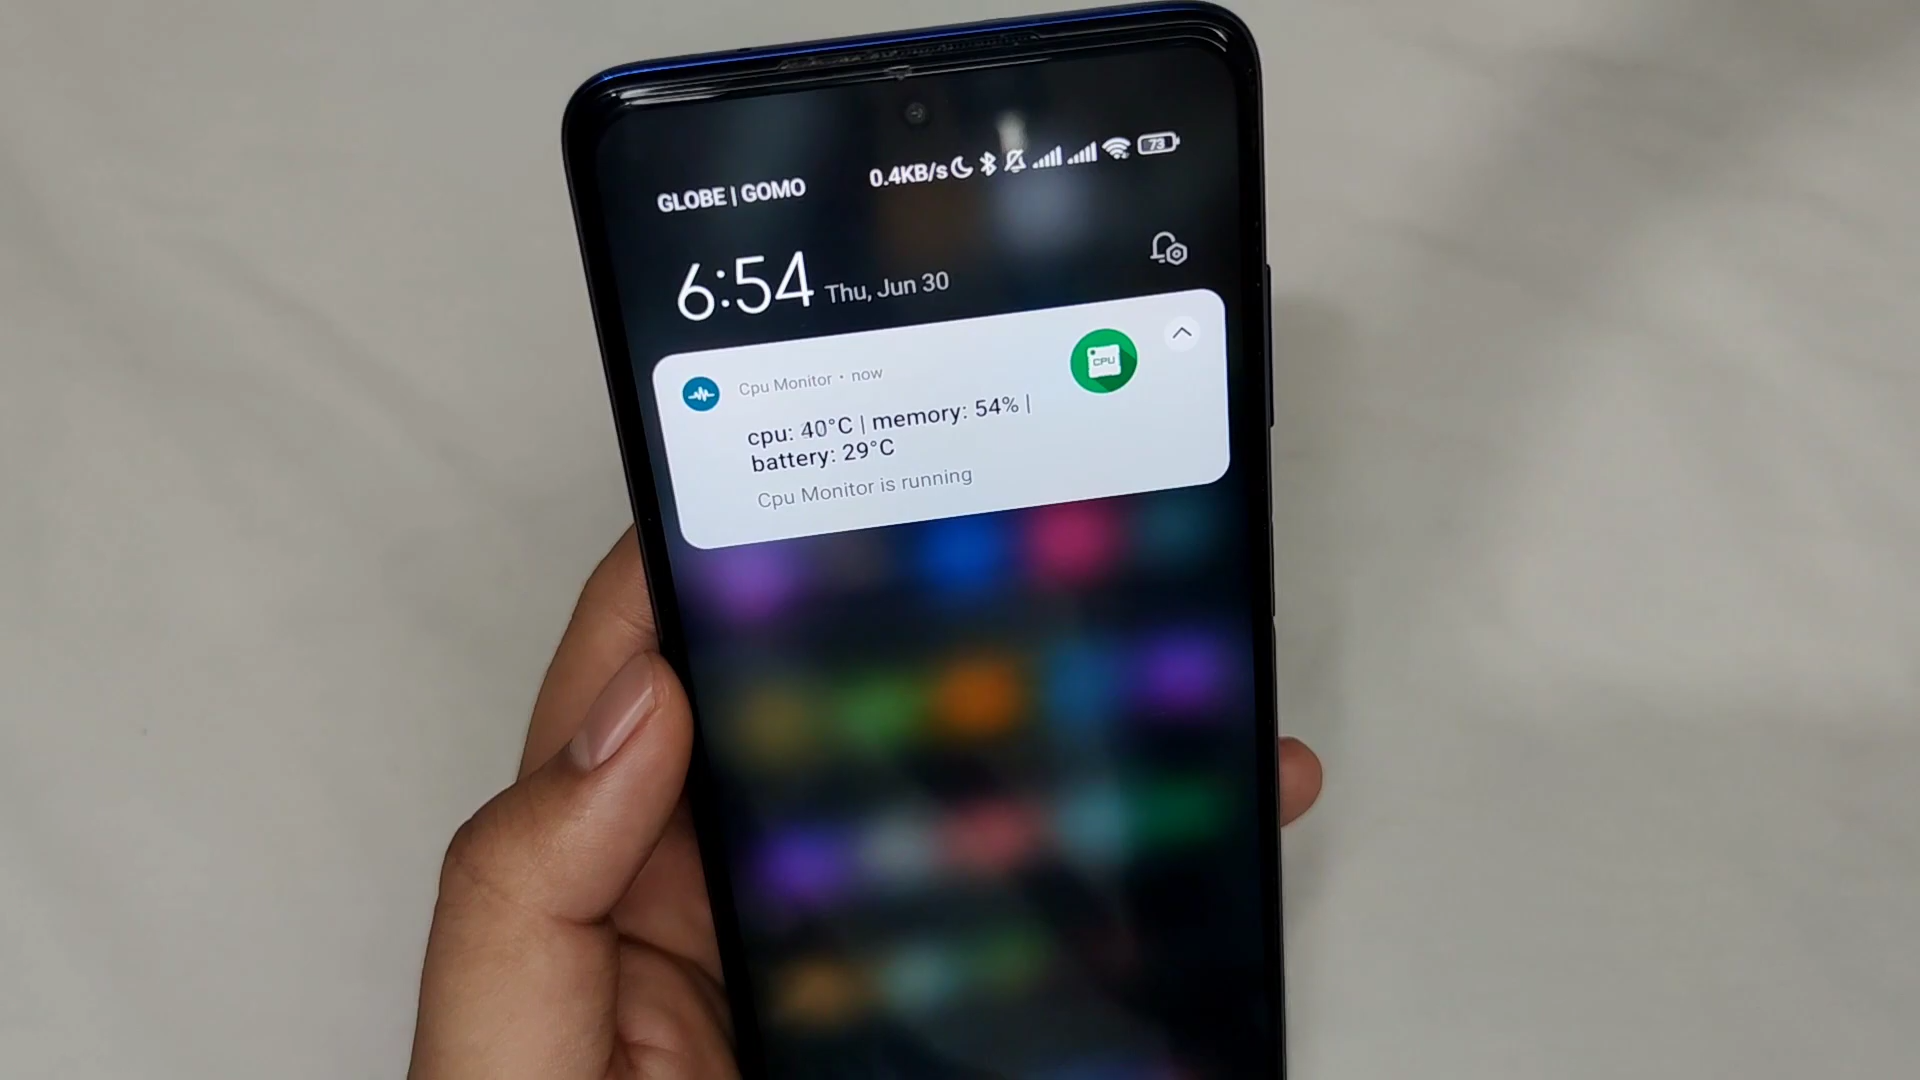 GLOBE | GOMO
0.4KB/s 73
6:54 Thu, Jun 30
Cpu Monitor • now
CPU
cpu: 40°C | memory: 54% |
battery: 29°C
Cpu Monitor is running